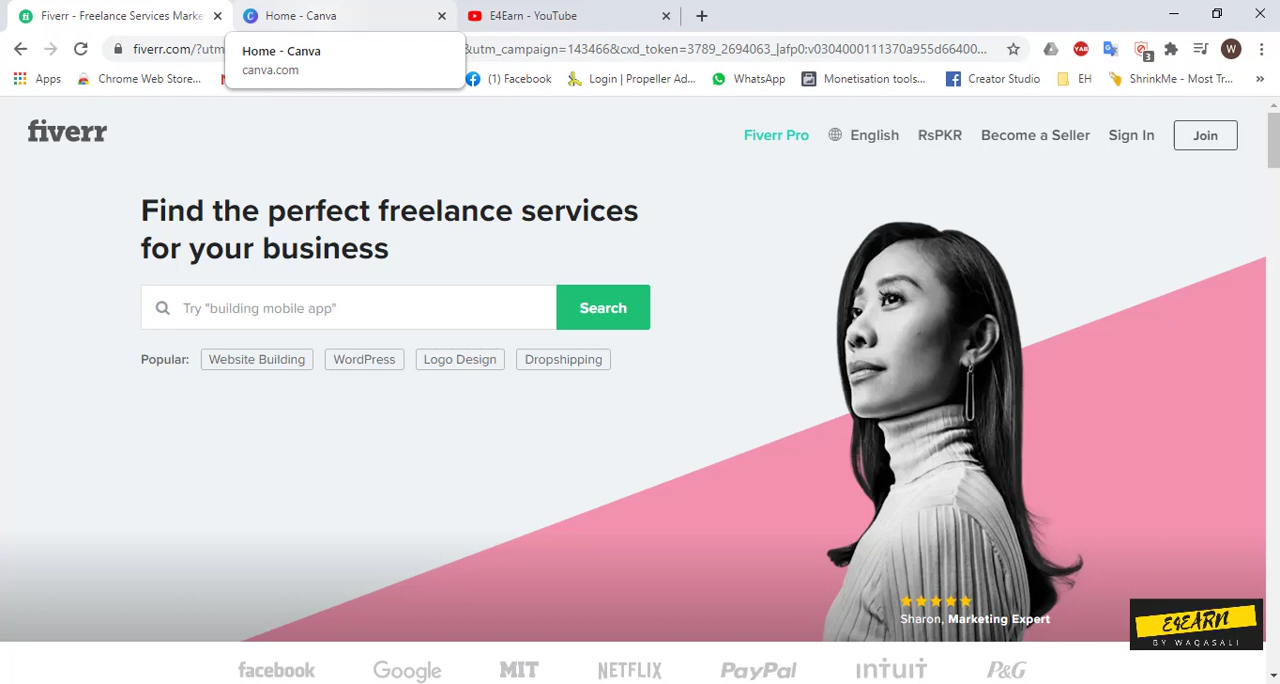 Fiverr - Freelance Services Marke
Home - Canva
E4Earn - YouTube
fiverr.com/?utm
&utm_campaign=143466&cxd_token=3789_2694063_|afp0:v0304000111370a955d66400...
YAB
3
W
Home - Canva
canva.com
Apps
Chrome Web Store...
(1) Facebook
Login | Propeller Ad...
WhatsApp
Monetisation tools...
Creator Studio
EH
ShrinkMe - Most Tr...
»
fiverr
Fiverr Pro
English
RsPKR
Become a Seller
Sign In
Join
Find the perfect freelance services
for your business
Try "building mobile app"
Search
Popular:
Website Building
WordPress
Logo Design
Dropshipping
Sharon, Marketing Expert
E4EARN
BY WAQASALI
facebook
Google
MIT
NETFLIX
PayPal
intuit
P&G